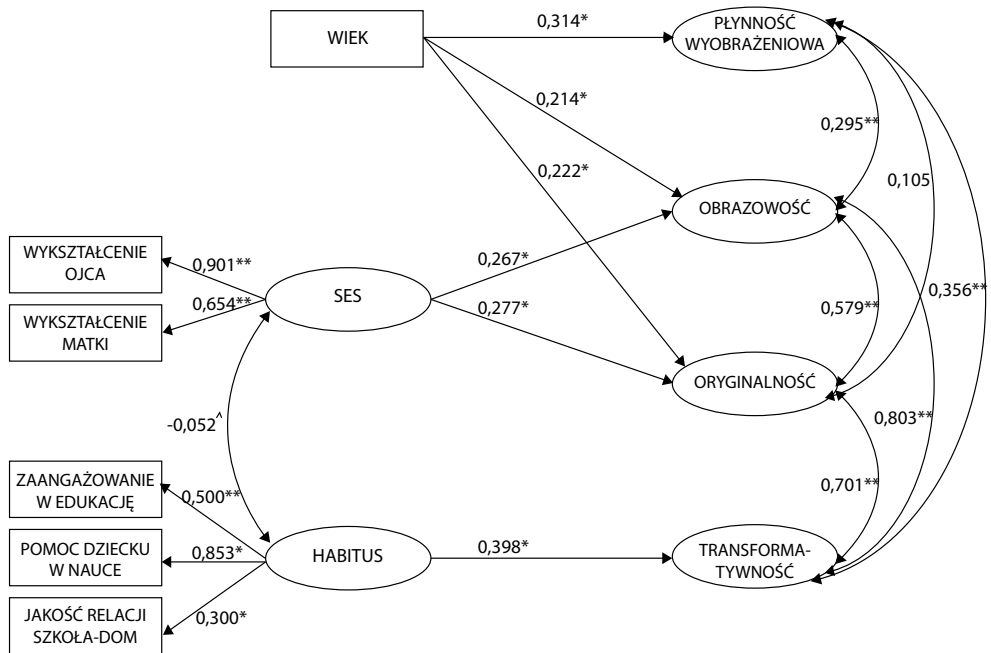 WIEK
0,314*
PŁYNNOŚĆ
WYOBRAŻENIOWA
0,214*
0,295**
0,222*
0,105
OBRAZOWOŚĆ
WYKSZTAŁCENIE
OJCA
0,901**
0,267*
SES
0,356**
0,654**
0,277*
0,579**
WYKSZTAŁCENIE
MATKI
ORYGINALNOŚĆ
-0,052^
0,803**
ZAANGAŻOWANIE
W EDUKACJĘ
0,500**
0,701**
POMOC DZIECKU
W NAUCE
0,853*
HABITUS
0,398*
TRANSFORMA-
TYWNOŚĆ
JAKOŚĆ RELACJI
SZKOŁA-DOM
0,300*